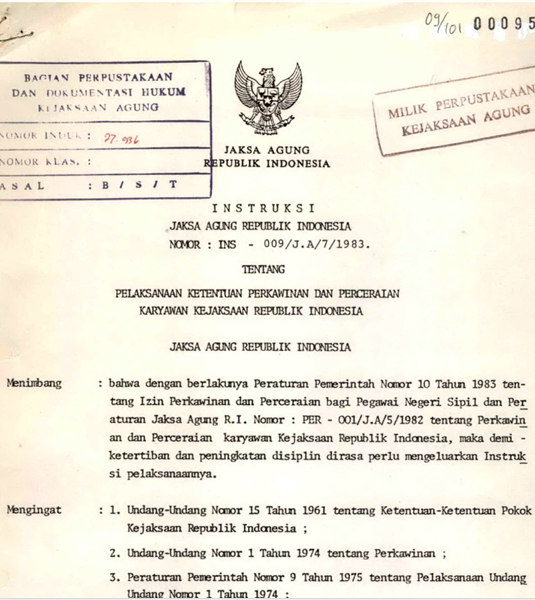 09/101 00095
BAGIAN PERPUSTAKAAN
DAN DOKUMENTASI HUKUM
KEJAKSAAN AGUNG
NOMOR INDUK : 27.936
NOMOR KLAS. :
ASAL : B / S / T
MILIK PERPUSTAKAAN
KEJAKSAAN AGUNG
JAKSA AGUNG
REPUBLIK INDONESIA
I N S T R U K S I
JAKSA AGUNG REPUBLIK INDONESIA
NOMOR : INS - 009/J.A/7/1983.
TENTANG
PELAKSANAAN KETENTUAN PERKAWINAN DAN PERCERAIAN
KARYAWAN KEJAKSAAN REPUBLIK INDONESIA
JAKSA AGUNG REPUBLIK INDONESIA
Menimbang : bahwa dengan berlakunya Peraturan Pemerintah Nomor 10 Tahun 1983 ten-
tang Izin Perkawinan dan Perceraian bagi Pegawai Negeri Sipil dan Per
aturan Jaksa Agung R.I. Nomor : PER - 001/J.A/5/1982 tentang Perkawin
an dan Perceraian karyawan Kejaksaan Republik Indonesia, maka demi -
ketertiban dan peningkatan disiplin dirasa perlu mengeluarkan Instruk
si pelaksanaannya.
Mengingat : 1. Undang-Undang Nomor 15 Tahun 1961 tentang Ketentuan-Ketentuan Pokok
Kejaksaan Republik Indonesia ;
2. Undang-Undang Nomor 1 Tahun 1974 tentang Perkawinan ;
3. Peraturan Pemerintah Nomor 9 Tahun 1975 tentang Pelaksanaan Undang
Undang Nomor 1 Tahun 1974 :